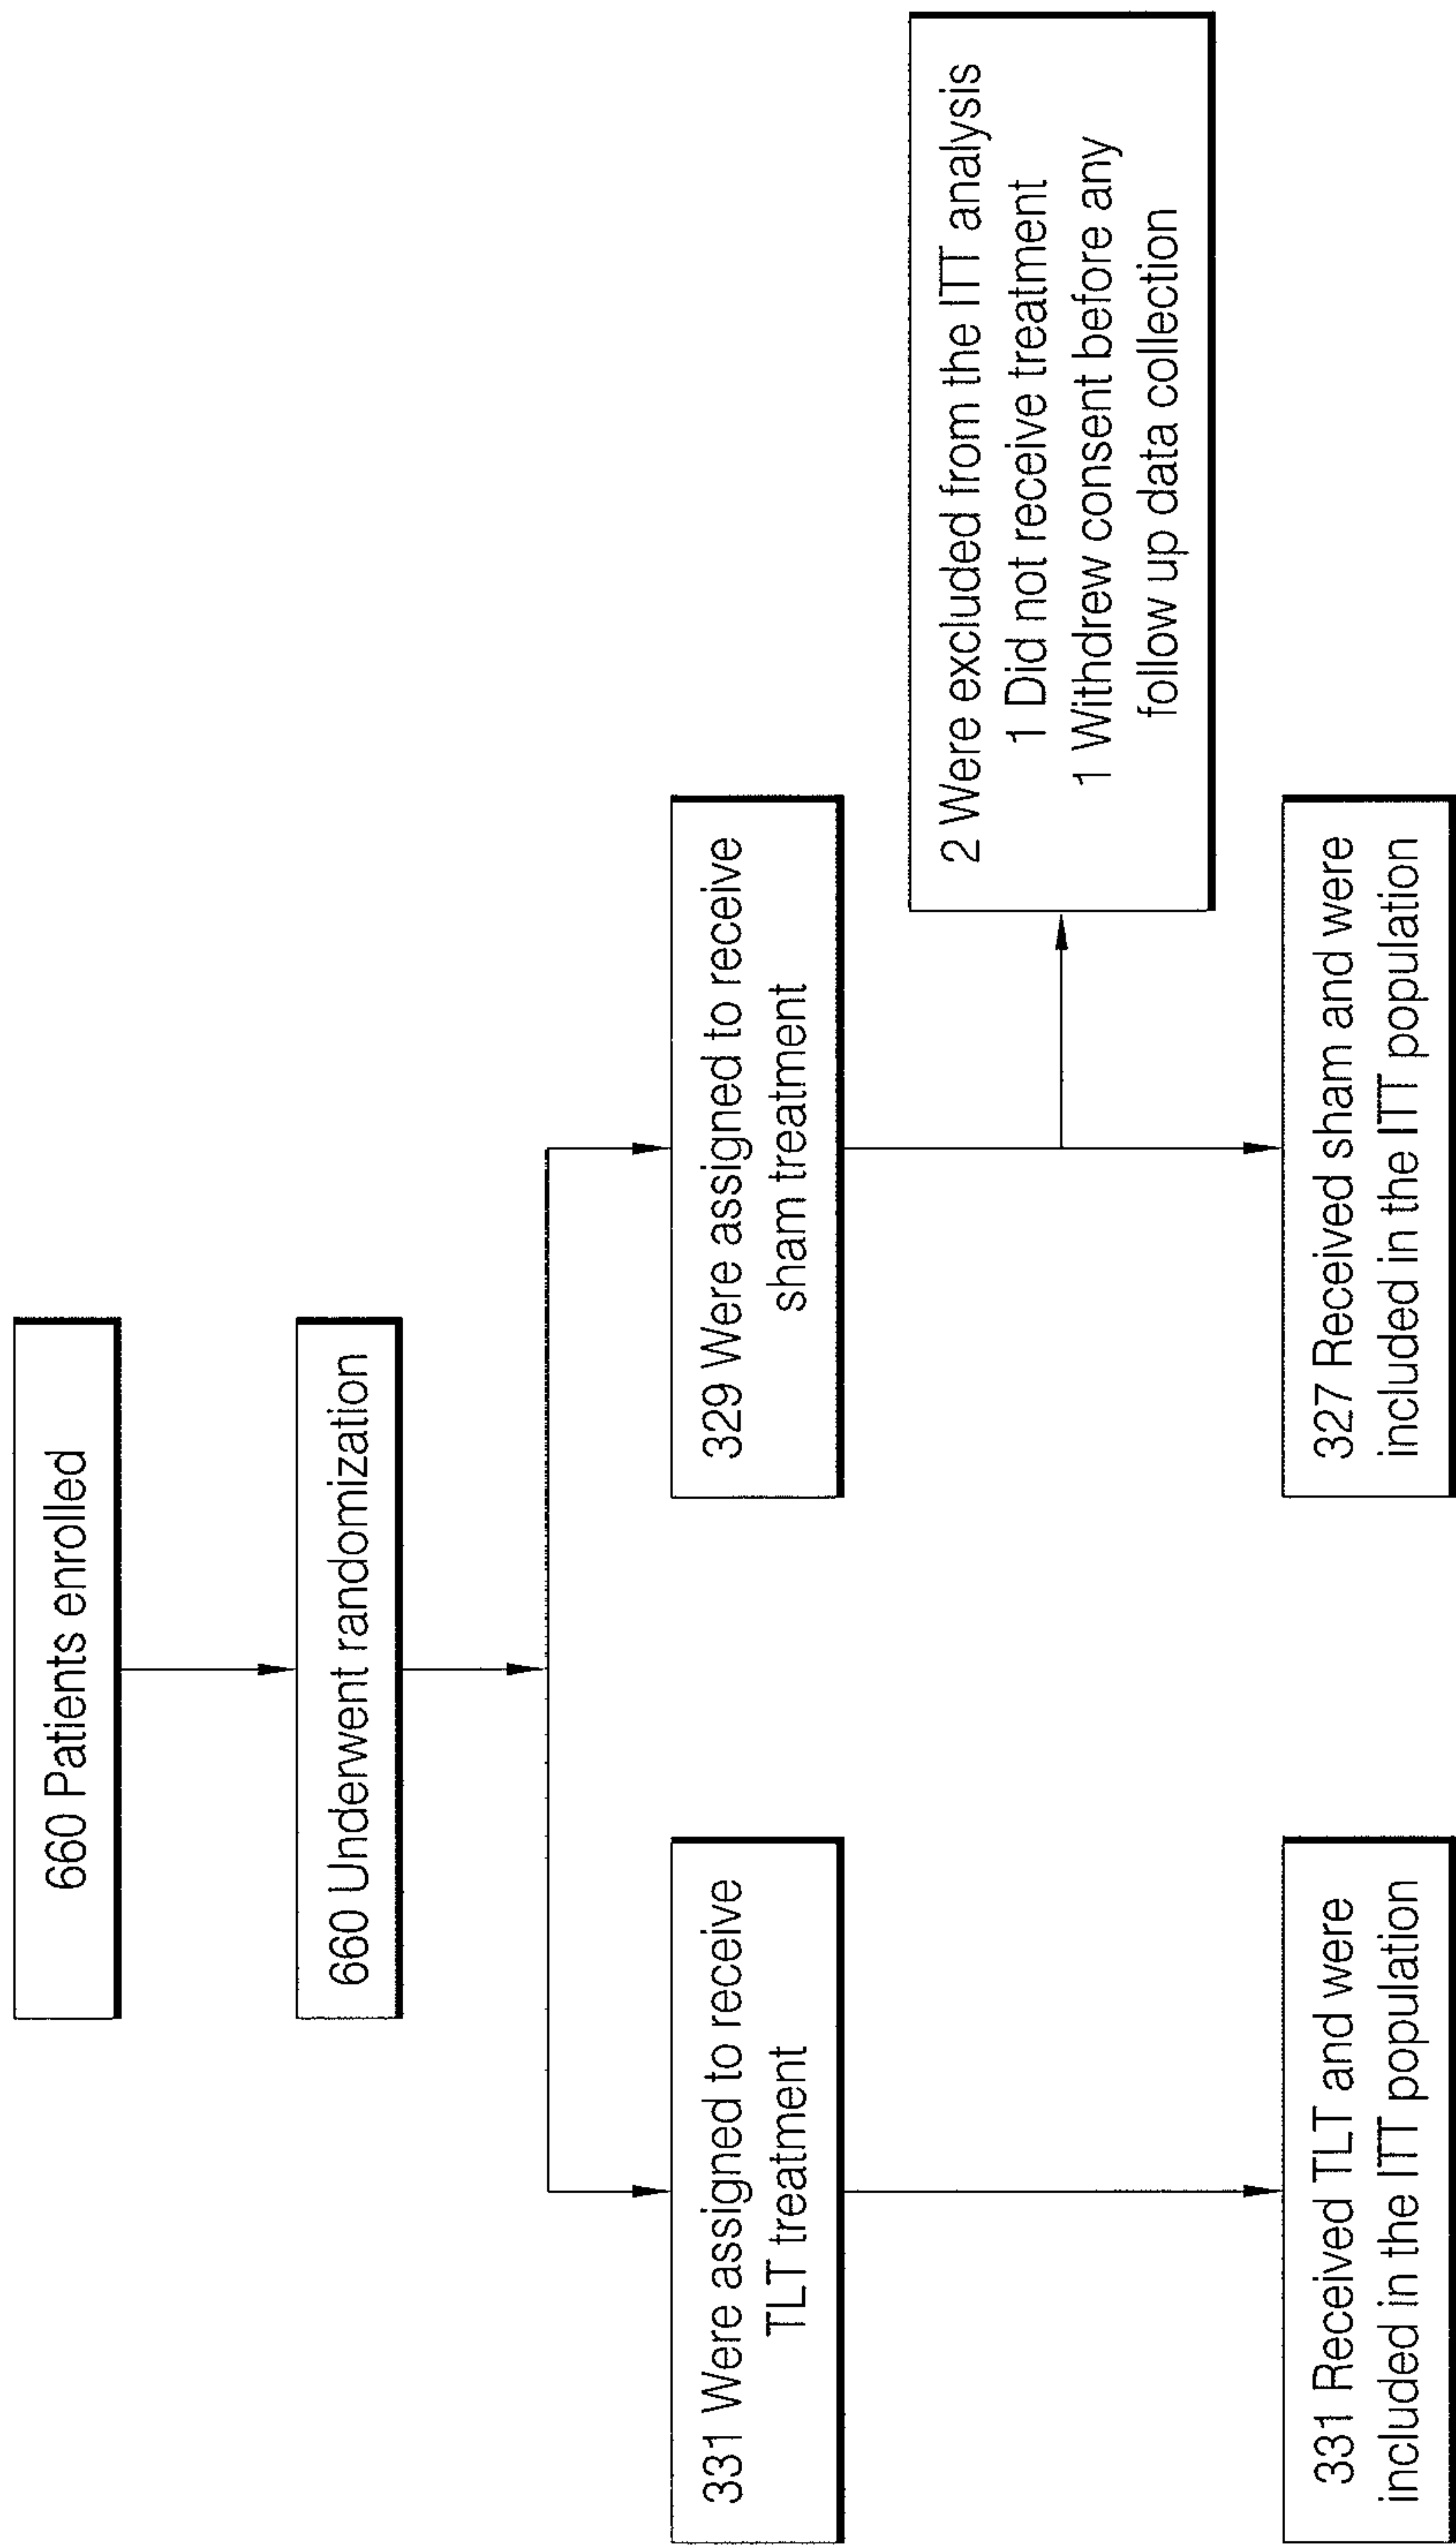 660 Patients enrolled
660 Underwent randomization
331 Were assigned to receive
TLT treatment
329 Were assigned to receive
sham treatment
2 Were excluded from the ITT analysis
1 Did not receive treatment
1 Withdrew consent before any
follow up data collection
331 Received TLT and were
included in the ITT population
327 Received sham and were
included in the ITT population